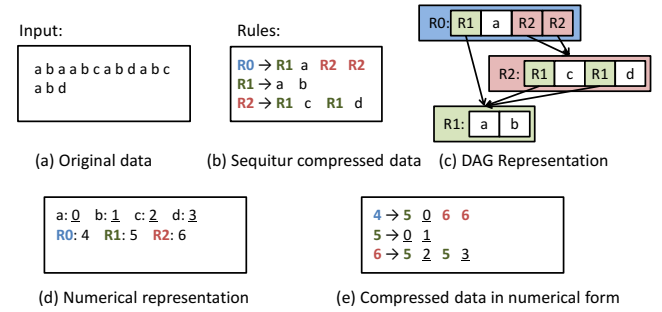 Input:
a b a a b c a b d a b c
a b d
(a) Original data
Rules:
R0 → R1 a R2 R2
R1 → a b
R2 → R1 c R1 d
(b) Sequitur compressed data
R0: R1 a R2 R2
R2: R1 c R1 d
R1: a b
(c) DAG Representation
a: 0 b: 1 c: 2 d: 3
R0: 4 R1: 5 R2: 6
(d) Numerical representation
4 → 5 0 6 6
5 → 0 1
6 → 5 2 5 3
(e) Compressed data in numerical form